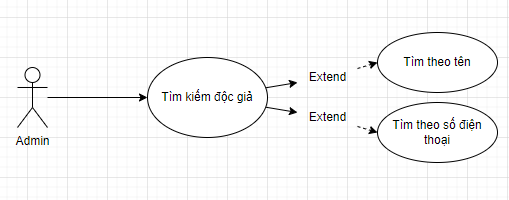 Admin
Tìm kiếm độc giả
Extend
Extend
Tìm theo tên
Tìm theo số điện
thoại